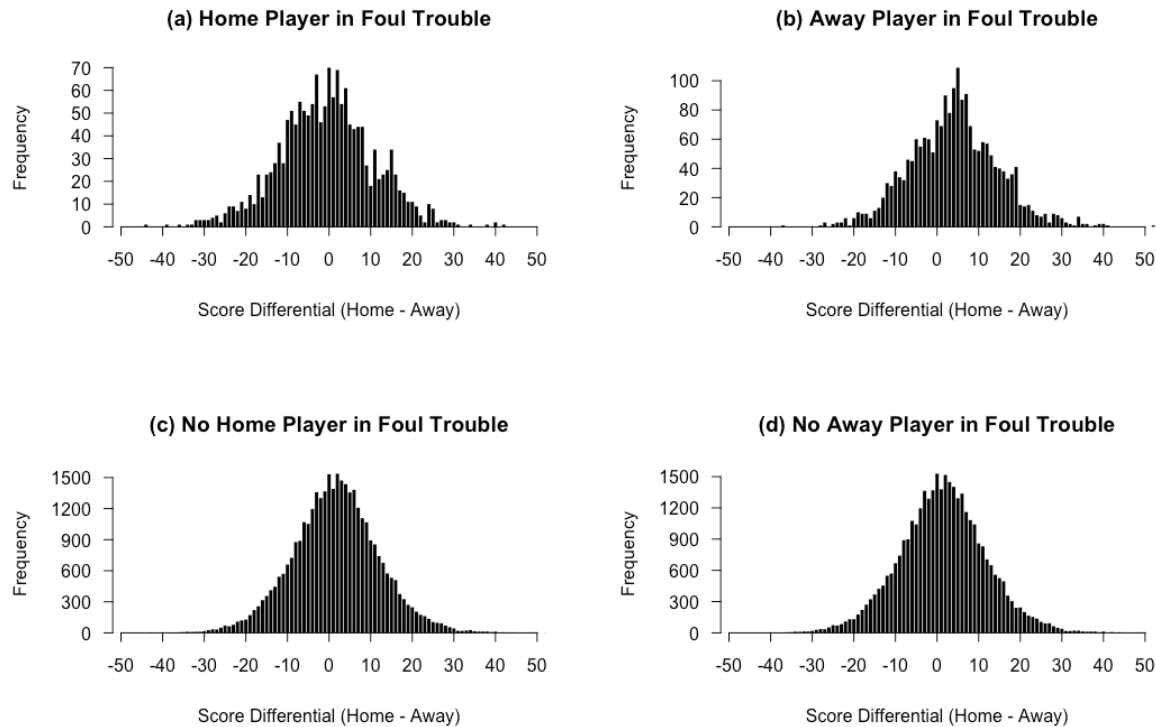 (a) Home Player in Foul Trouble
70
60
50
40
30
20
10
0
Frequency
-50 -40 -30 -20 -10 0 10 20 30 40 50
Score Differential (Home - Away)
(b) Away Player in Foul Trouble
100
80
60
40
20
0
Frequency
-50 -40 -30 -20 -10 0 10 20 30 40 50
Score Differential (Home - Away)
(c) No Home Player in Foul Trouble
1500
1200
900
600
300
0
Frequency
-50 -40 -30 -20 -10 0 10 20 30 40 50
Score Differential (Home - Away)
(d) No Away Player in Foul Trouble
1500
1200
900
600
300
0
Frequency
-50 -40 -30 -20 -10 0 10 20 30 40 50
Score Differential (Home - Away)